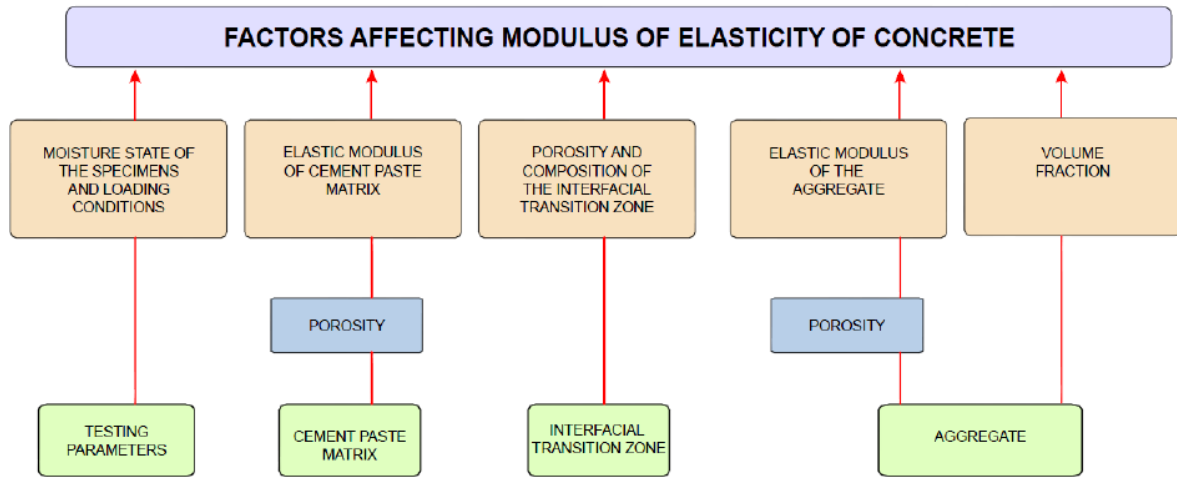 FACTORS AFFECTING MODULUS OF ELASTICITY OF CONCRETE
MOISTURE STATE OF
THE SPECIMENS
AND LOADING
CONDITIONS
ELASTIC MODULUS
OF CEMENT PASTE
MATRIX
POROSITY AND
COMPOSITION OF
THE INTERFACIAL
TRANSITION ZONE
ELASTIC MODULUS
OF THE
AGGREGATE
VOLUME
FRACTION
POROSITY
POROSITY
TESTING
PARAMETERS
CEMENT PASTE
MATRIX
INTERFACIAL
TRANSITION ZONE
AGGREGATE